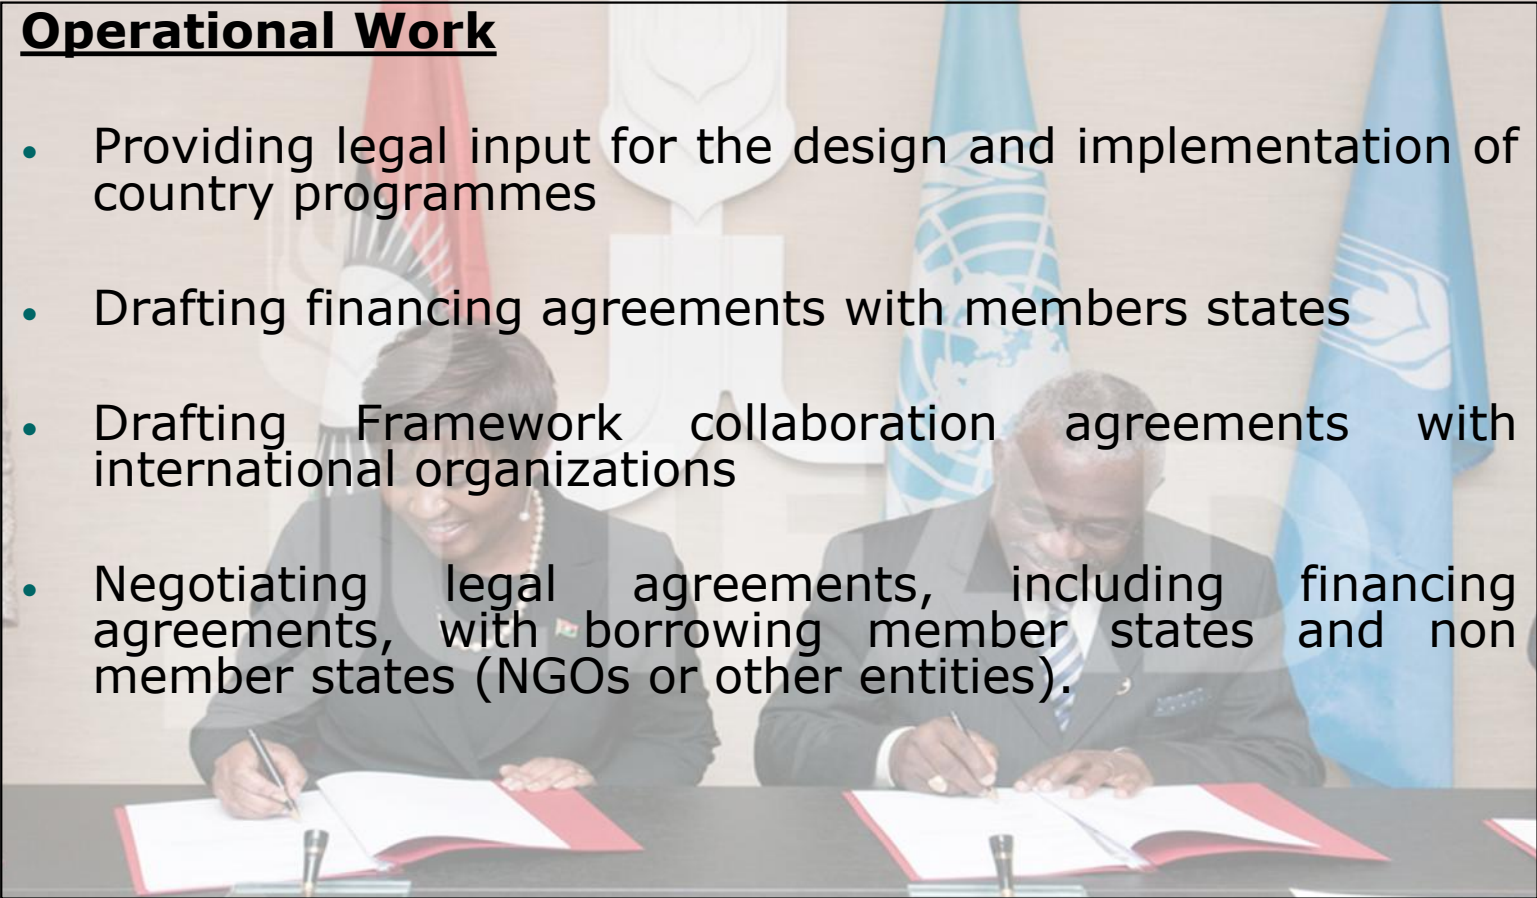 Operational Work
• Providing legal input for the design and implementation of
country programmes
• Drafting financing agreements with members states
• Drafting Framework collaboration agreements with
international organizations
• Negotiating legal agreements, including financing
agreements, with borrowing member states and non
member states (NGOs or other entities).